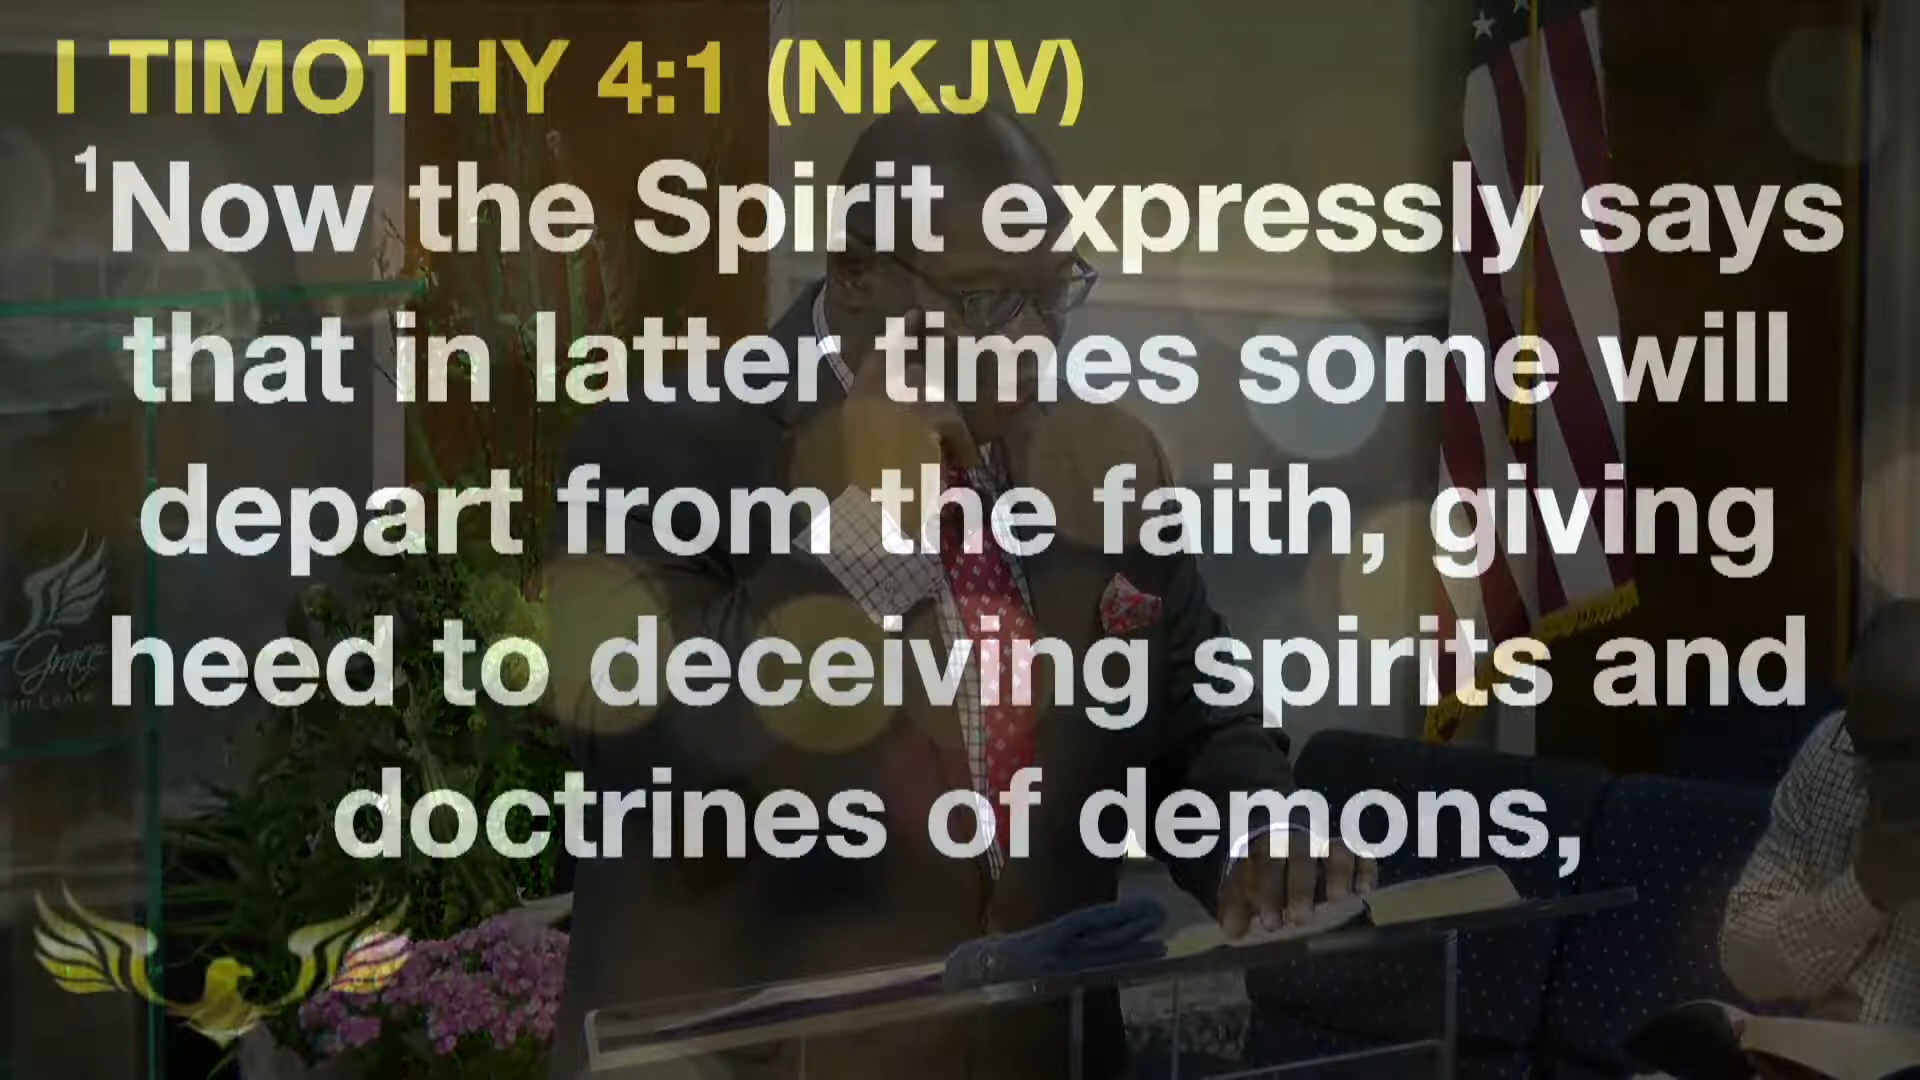 I TIMOTHY 4:1 (NKJV)
1Now the Spirit expressly says
that in latter times some will
depart from the faith, giving
heed to deceiving spirits and
doctrines of demons,
Grace